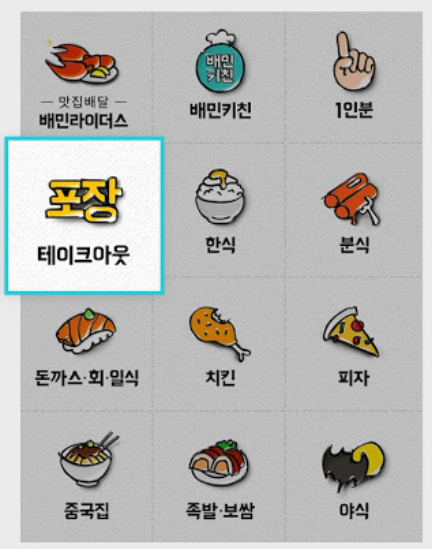 — 맛집배달 —
배민라이더스
배민
키친
배민키친
1인분
포장
테이크아웃
한식
분식
돈까스·회·일식
치킨
피자
중국집
족발·보쌈
야식